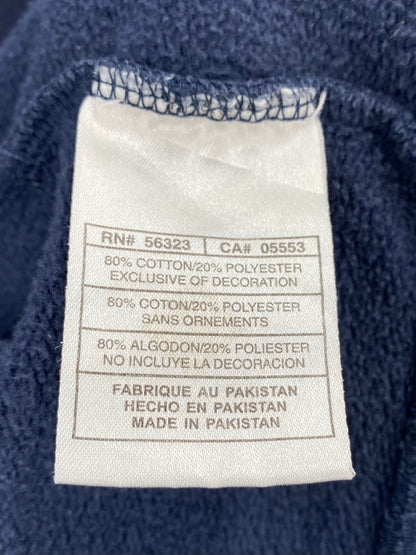 RN# 56323 CA# 05553
80% COTTON/20% POLYESTER
EXCLUSIVE OF DECORATION
80% COTON/20% POLYESTER
SANS ORNEMENTS
80% ALGODON/20% POLIESTER
NO INCLUYE LA DECORACION
FABRIQUE AU PAKISTAN
HECHO EN PAKISTAN
MADE IN PAKISTAN